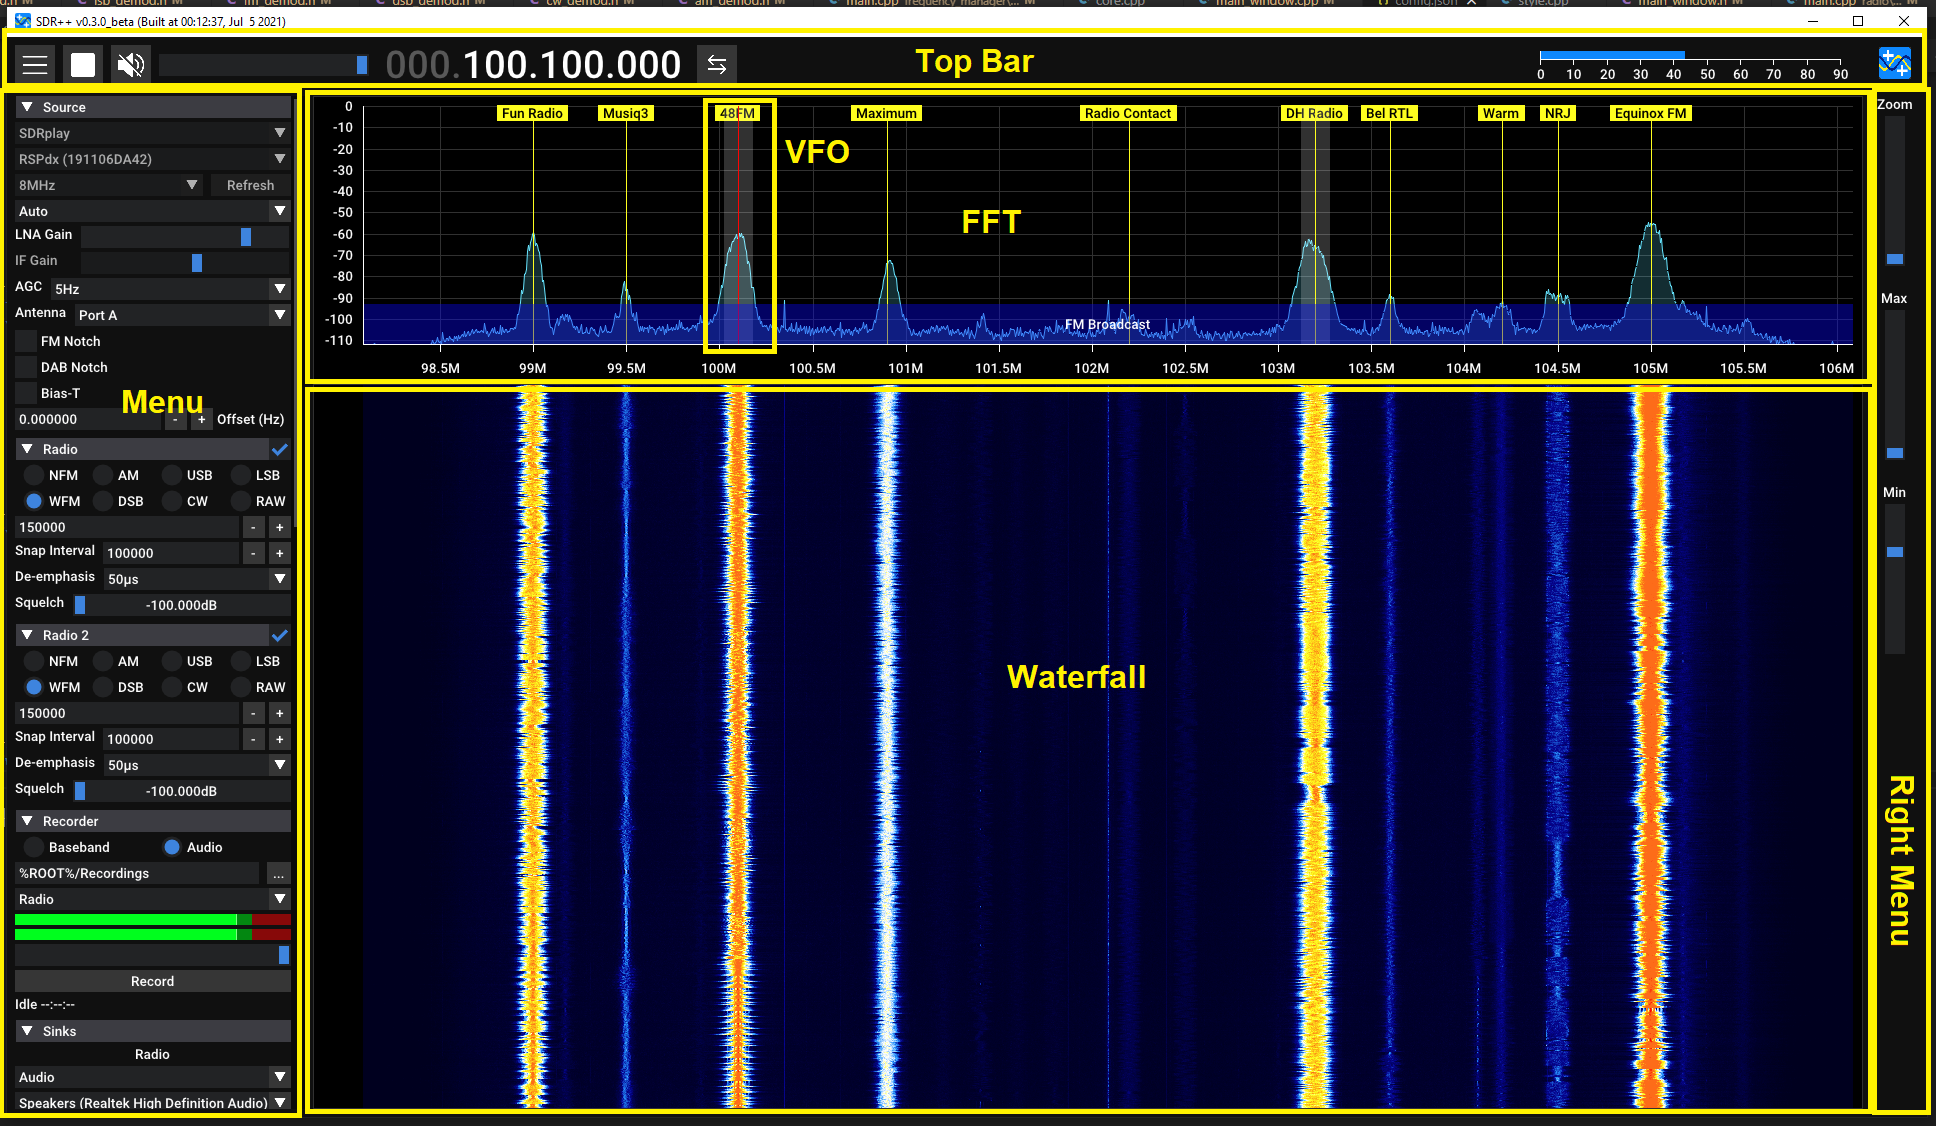 SDR++ v0.3.0_beta (Built at 00:12:37, Jul 5 2021)
000.100.100.000
Top Bar
0 10 20 30 40 50 60 70 80 90
Source
SDRplay
RSPdx (191106DA42)
8MHz Refresh
Auto
LNA Gain
IF Gain
AGC 5Hz
Antenna Port A
FM Notch
DAB Notch
Bias-T
Menu
0.000000 - + Offset (Hz)
Radio
NFM AM USB LSB
WFM DSB CW RAW
150000 - +
Snap Interval 100000 - +
De-emphasis 50µs
Squelch -100.000dB
Radio 2
NFM AM USB LSB
WFM DSB CW RAW
150000 - +
Snap Interval 100000 - +
De-emphasis 50µs
Squelch -100.000dB
Recorder
Baseband Audio
%ROOT%/Recordings ...
Radio
Record
Idle --:--:--
Sinks
Radio
Audio
Speakers (Realtek High Definition Audio)
Fun Radio Musiq3 48FM Maximum Radio Contact DH Radio Bel RTL Warm NRJ Equinox FM
0
-10
-20
-30
-40
-50
-60
-70
-80
-90
-100
-110
VFO
FFT
FM Broadcast
98.5M 99M 99.5M 100M 100.5M 101M 101.5M 102M 102.5M 103M 103.5M 104M 104.5M 105M 105.5M 106M
Waterfall
Zoom
Max
Min
Right Menu